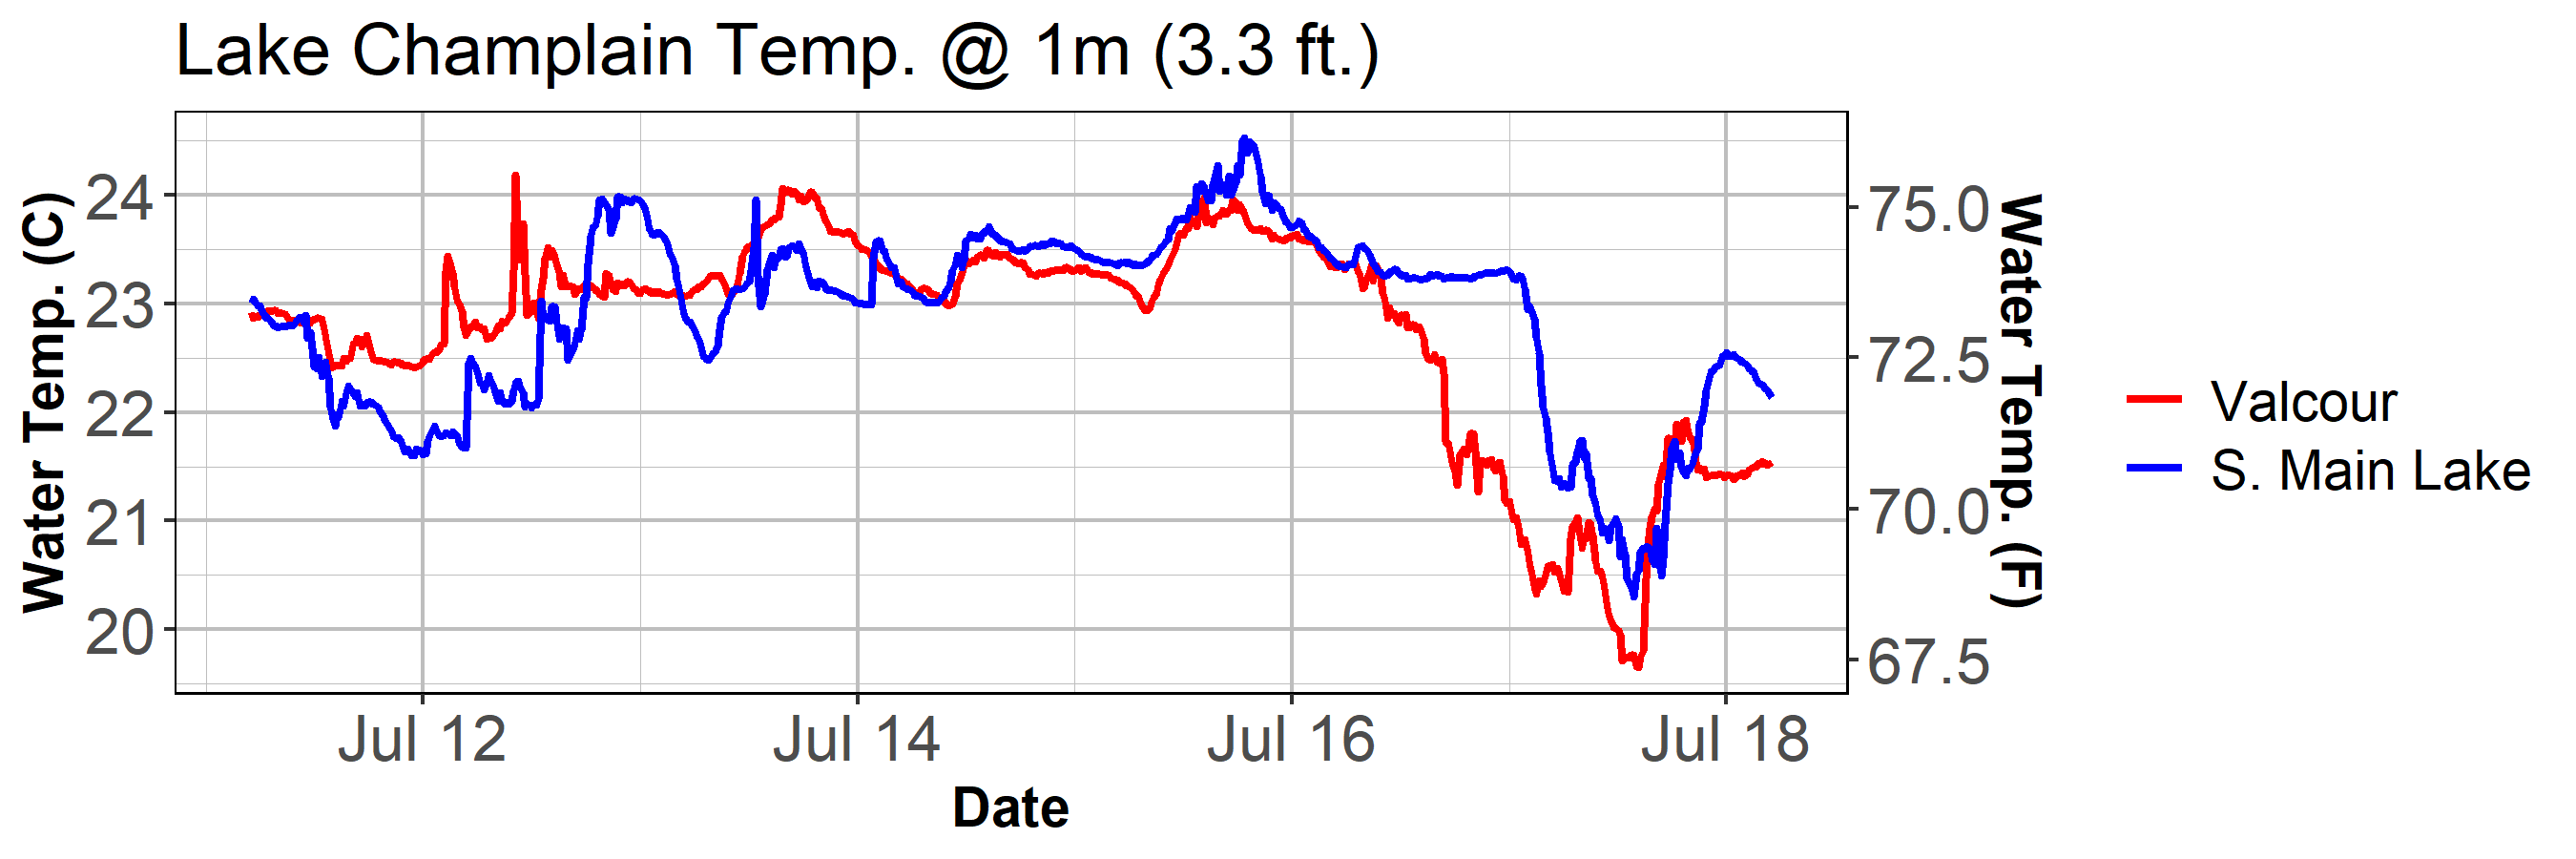 Lake Champlain Temp. @ 1m (3.3 ft.)
Water Temp. (C)
24
23
22
21
20
75.0
72.5
70.0
67.5
Water Temp. (F)
Jul 12
Jul 14
Jul 16
Jul 18
Date
Valcour
S. Main Lake